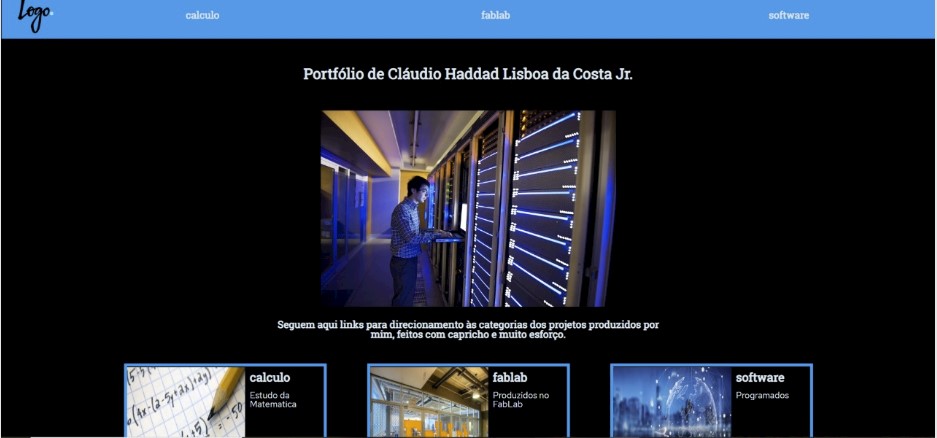 Logo.
calculo
fablab
software
Portfólio de Cláudio Haddad Lisboa da Costa Jr.
Seguem aqui links para direcionamento às categorias dos projetos produzidos por
mim, feitos com capricho e muito esforço.
calculo
Estudo da
Matematica
fablab
Produzidos no
FabLab
software
Programados